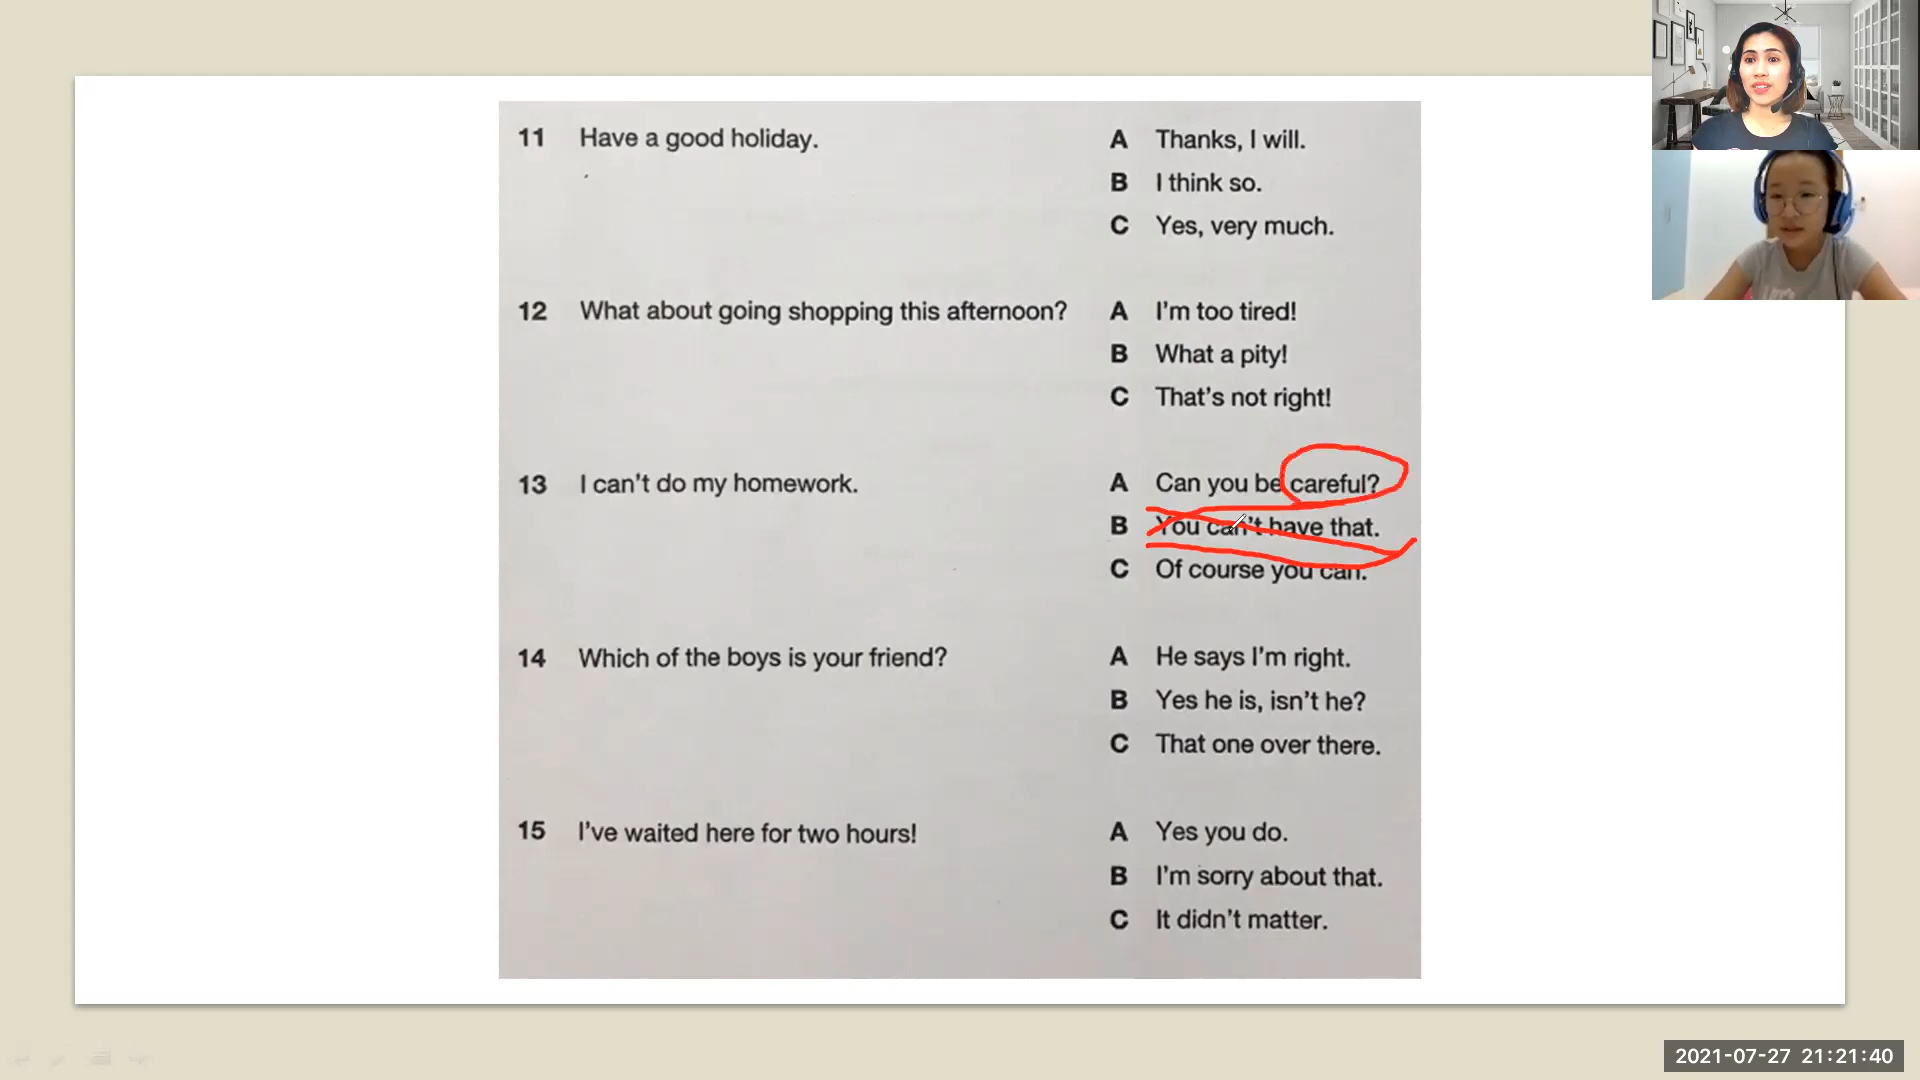 11 Have a good holiday.
A Thanks, I will.
B I think so.
C Yes, very much.
12 What about going shopping this afternoon?
A I'm too tired!
B What a pity!
C That's not right!
13 I can't do my homework.
A Can you be careful?
B You can't have that.
C Of course you can.
14 Which of the boys is your friend?
A He says I'm right.
B Yes he is, isn't he?
C That one over there.
15 I've waited here for two hours!
A Yes you do.
B I'm sorry about that.
C It didn't matter.
2021-07-27 21:21:40